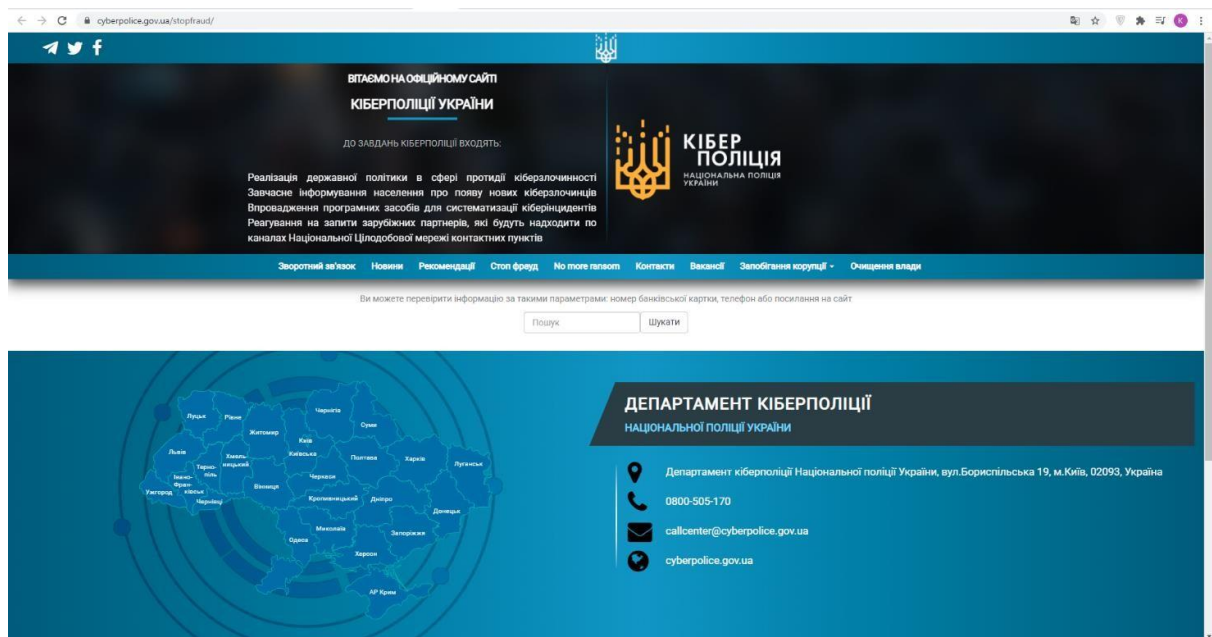 cyberpolice.gov.ua/stopfraud/
K
ВІТАЄМО НА ОФІЦІЙНОМУ САЙТІ
КІБЕРПОЛІЦІЇ УКРАЇНИ
ДО ЗАВДАНЬ КІБЕРПОЛІЦІЇ ВХОДЯТЬ:
Реалізація державної політики в сфері протидії кіберзлочинності
Завчасне інформування населення про появу нових кіберзлочинців
Впровадження програмних засобів для систематизації кіберінцидентів
Реагування на запити зарубіжних партнерів, які будуть надходити по
каналах Національної Цілодобової мережі контактних пунктів
КІБЕР
ПОЛІЦІЯ
НАЦІОНАЛЬНА ПОЛІЦІЯ
УКРАЇНИ
Зворотний зв'язок Новини Рекомендації Стоп фрауд No more ransom Контакти Вакансії Запобігання корупції Очищення влади
Ви можете перевірити інформацію за такими параметрами: номер банківської картки, телефон або посилання на сайт
Пошук Шукати
Луцьк
Рівне
Житомир
Чернігів
Суми
Київ
Київська
Львів
Терно-
піль
Хмель-
ницький
Полтава
Харків
Луганськ
Івано-
Фран-
ківськ
Ужгород
Чернівці
Вінниця
Черкаси
Кропивницький
Дніпро
Донецьк
Миколаїв
Одеса
Запоріжжя
Херсон
АР Крим
ДЕПАРТАМЕНТ КІБЕРПОЛІЦІЇ
НАЦІОНАЛЬНОЇ ПОЛІЦІЇ УКРАЇНИ
Департамент кіберполіції Національної поліції України, вул.Бориспільська 19, м.Київ, 02093, Україна
0800-505-170
callcenter@cyberpolice.gov.ua
cyberpolice.gov.ua